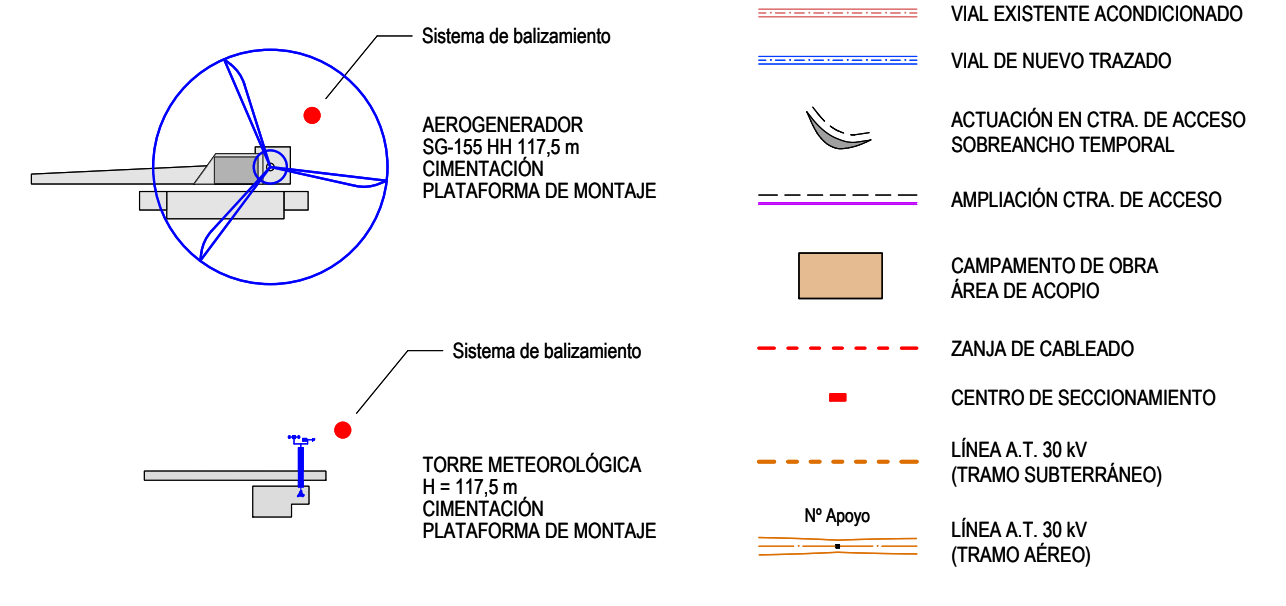 Sistema de balizamiento
AEROGENERADOR
SG-155 HH 117,5 m
CIMENTACIÓN
PLATAFORMA DE MONTAJE
Sistema de balizamiento
TORRE METEOROLÓGICA
H = 117,5 m
CIMENTACIÓN
PLATAFORMA DE MONTAJE
VIAL EXISTENTE ACONDICIONADO
VIAL DE NUEVO TRAZADO
ACTUACIÓN EN CTRA. DE ACCESO
SOBREANCHO TEMPORAL
AMPLIACIÓN CTRA. DE ACCESO
CAMPAMENTO DE OBRA
ÁREA DE ACOPIO
ZANJA DE CABLEADO
CENTRO DE SECCIONAMIENTO
LÍNEA A.T. 30 kV
(TRAMO SUBTERRÁNEO)
Nº Apoyo
LÍNEA A.T. 30 kV
(TRAMO AÉREO)